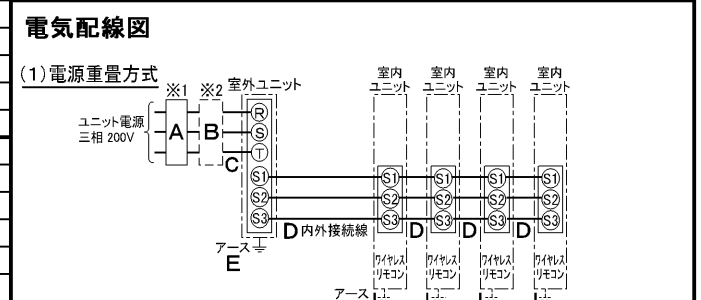 電気配線図
(1)電源重畳方式
※1 ※2 室外ユニット
室内 室内 室内 室内
ユニット ユニット ユニット ユニット
ユニット電源
三相 200V
A B
C
R
S
T
S1 S1 S1 S1 S1
S2 S2 S2 S2 S2
S3 S3 S3 S3 S3
D 内外接続線 D D D
アース
E
ワイヤレス ワイヤレス ワイヤレス ワイヤレス
リモコン リモコン リモコン リモコン
アース